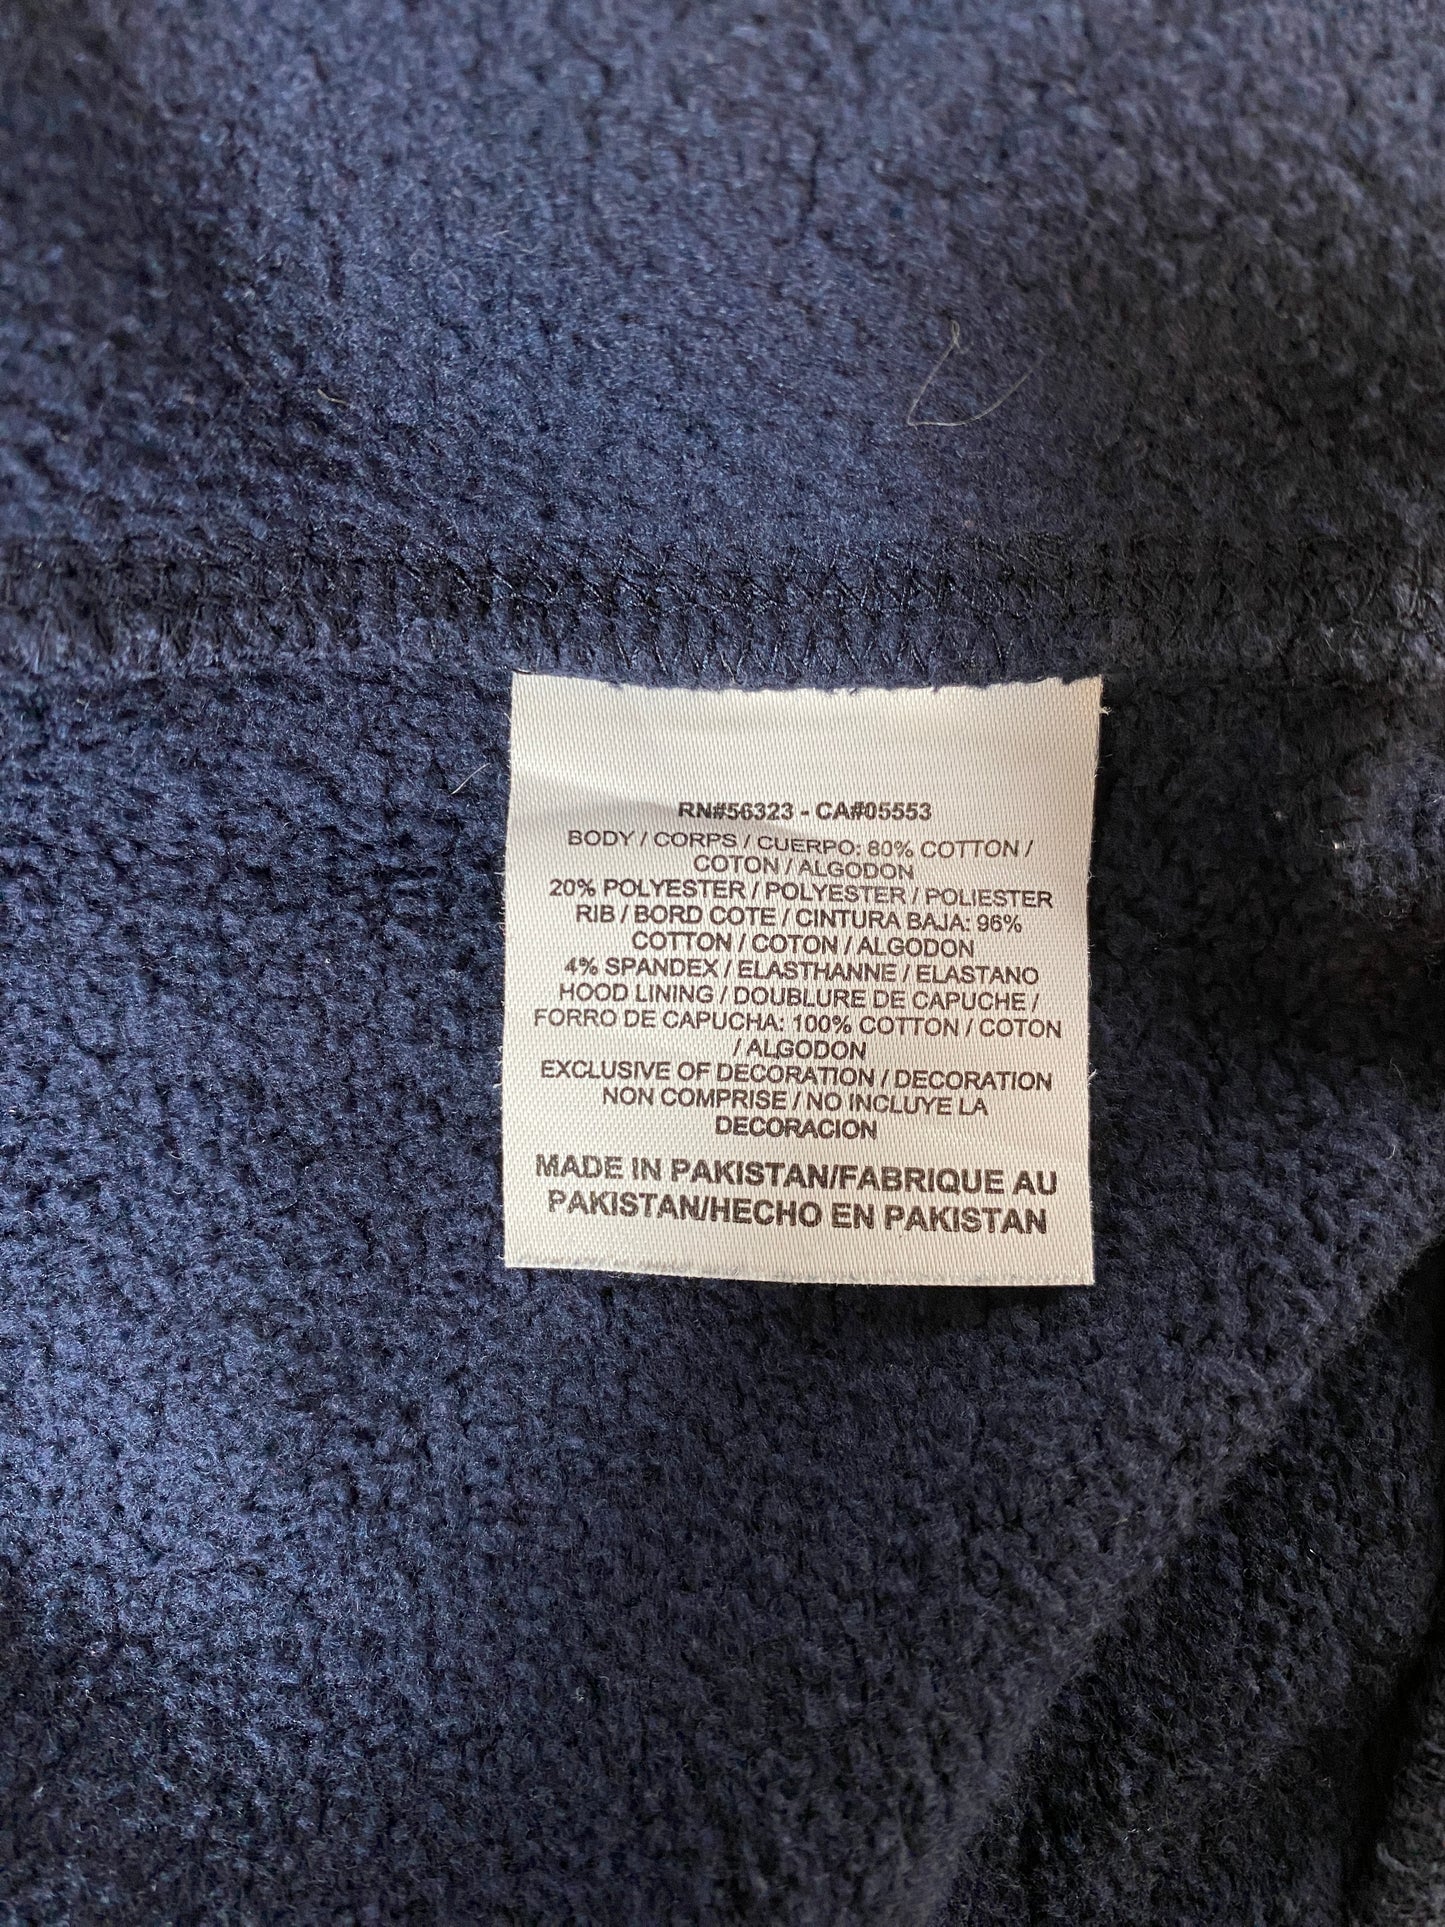 RN#56323 - CA#05553
BODY / CORPS / CUERPO: 80% COTTON /
COTON / ALGODON
20% POLYESTER / POLYESTER / POLIESTER
RIB / BORD COTE / CINTURA BAJA: 96%
COTTON / COTON / ALGODON
4% SPANDEX / ELASTHANNE / ELASTANO
HOOD LINING / DOUBLURE DE CAPUCHE /
FORRO DE CAPUCHA: 100% COTTON / COTON
/ ALGODON
EXCLUSIVE OF DECORATION / DECORATION
NON COMPRISE / NO INCLUYE LA
DECORACION
MADE IN PAKISTAN/FABRIQUE AU
PAKISTAN/HECHO EN PAKISTAN